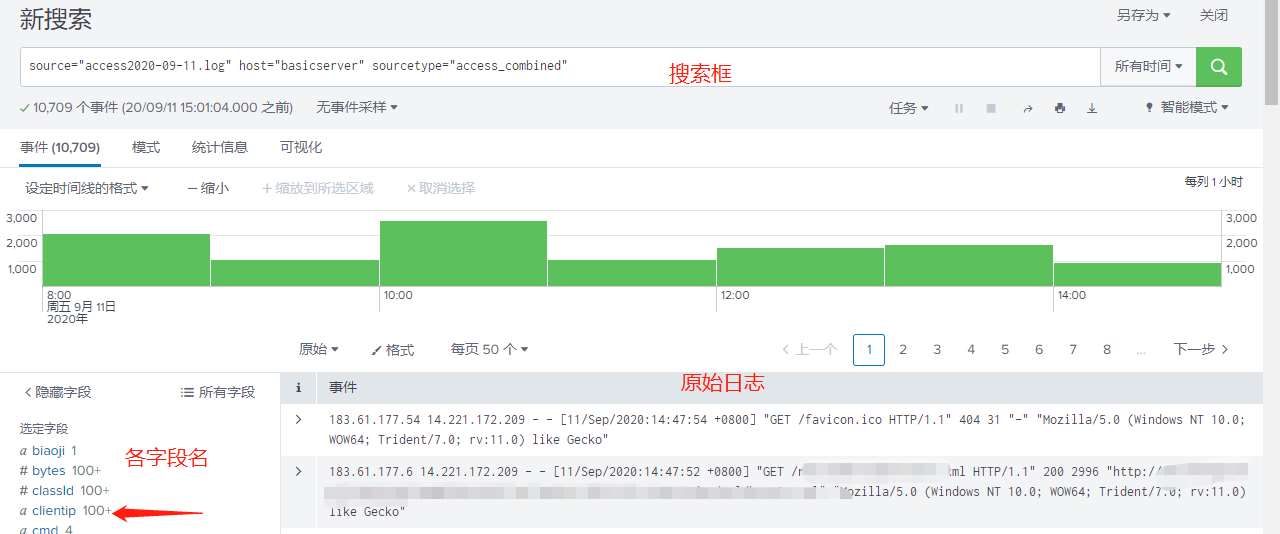 新搜索
另存为 关闭
source="access2020-09-11.log" host="basicserver" sourcetype="access_combined"
搜索框
所有时间
10,709 个事件 (20/09/11 15:01:04.000 之前) 无事件采样 任务 智能模式
事件 (10,709) 模式 统计信息 可视化
设定时间线的格式 — 缩小 + 缩放到所选区域 × 取消选择
每列 1 小时
3,000 3,000
2,000 2,000
1,000 1,000
8:00 10:00 12:00 14:00
周五 9月 11日
2020年
原始 格式 每页 50 个 < 上一个 1 2 3 4 5 6 7 8 ... 下一步 >
< 隐藏字段 所有字段
i 事件
原始日志
> 183.61.177.54 14.221.172.209 - - [11/Sep/2020:14:47:54 +0800] "GET /favicon.ico HTTP/1.1" 404 31 "-" "Mozilla/5.0 (Windows NT 10.0;
WOW64; Trident/7.0; rv:11.0) like Gecko"
> 183.61.177.6 14.221.172.209 - - [11/Sep/2020:14:47:52 +0800] "GET / ml HTTP/1.1" 200 2996 "http://
"Mozilla/5.0 (Windows NT 10.0; WOW64; Trident/7.0; rv:11.0)
like Gecko"
选定字段
a biaoji 1
各字段名
# bytes 100+
# classId 100+
a clientip 100+
a cmd 4